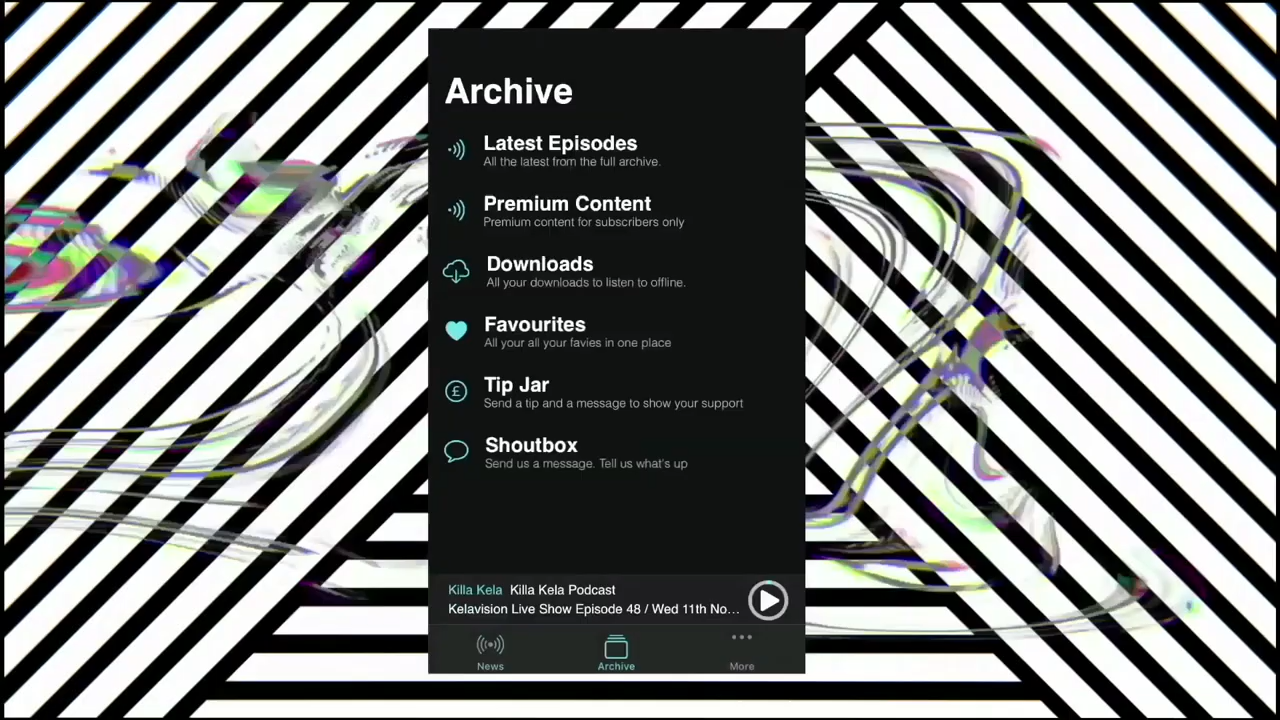 Archive
Latest Episodes
All the latest from the full archive.
Premium Content
Premium content for subscribers only
Downloads
All your downloads to listen to offline.
Favourites
All your all your favies in one place
£
Tip Jar
Send a tip and a message to show your support
Shoutbox
Send us a message. Tell us what's up
Killa Kela Killa Kela Podcast
Kelavision Live Show Episode 48 / Wed 11th No...
News
Archive
More